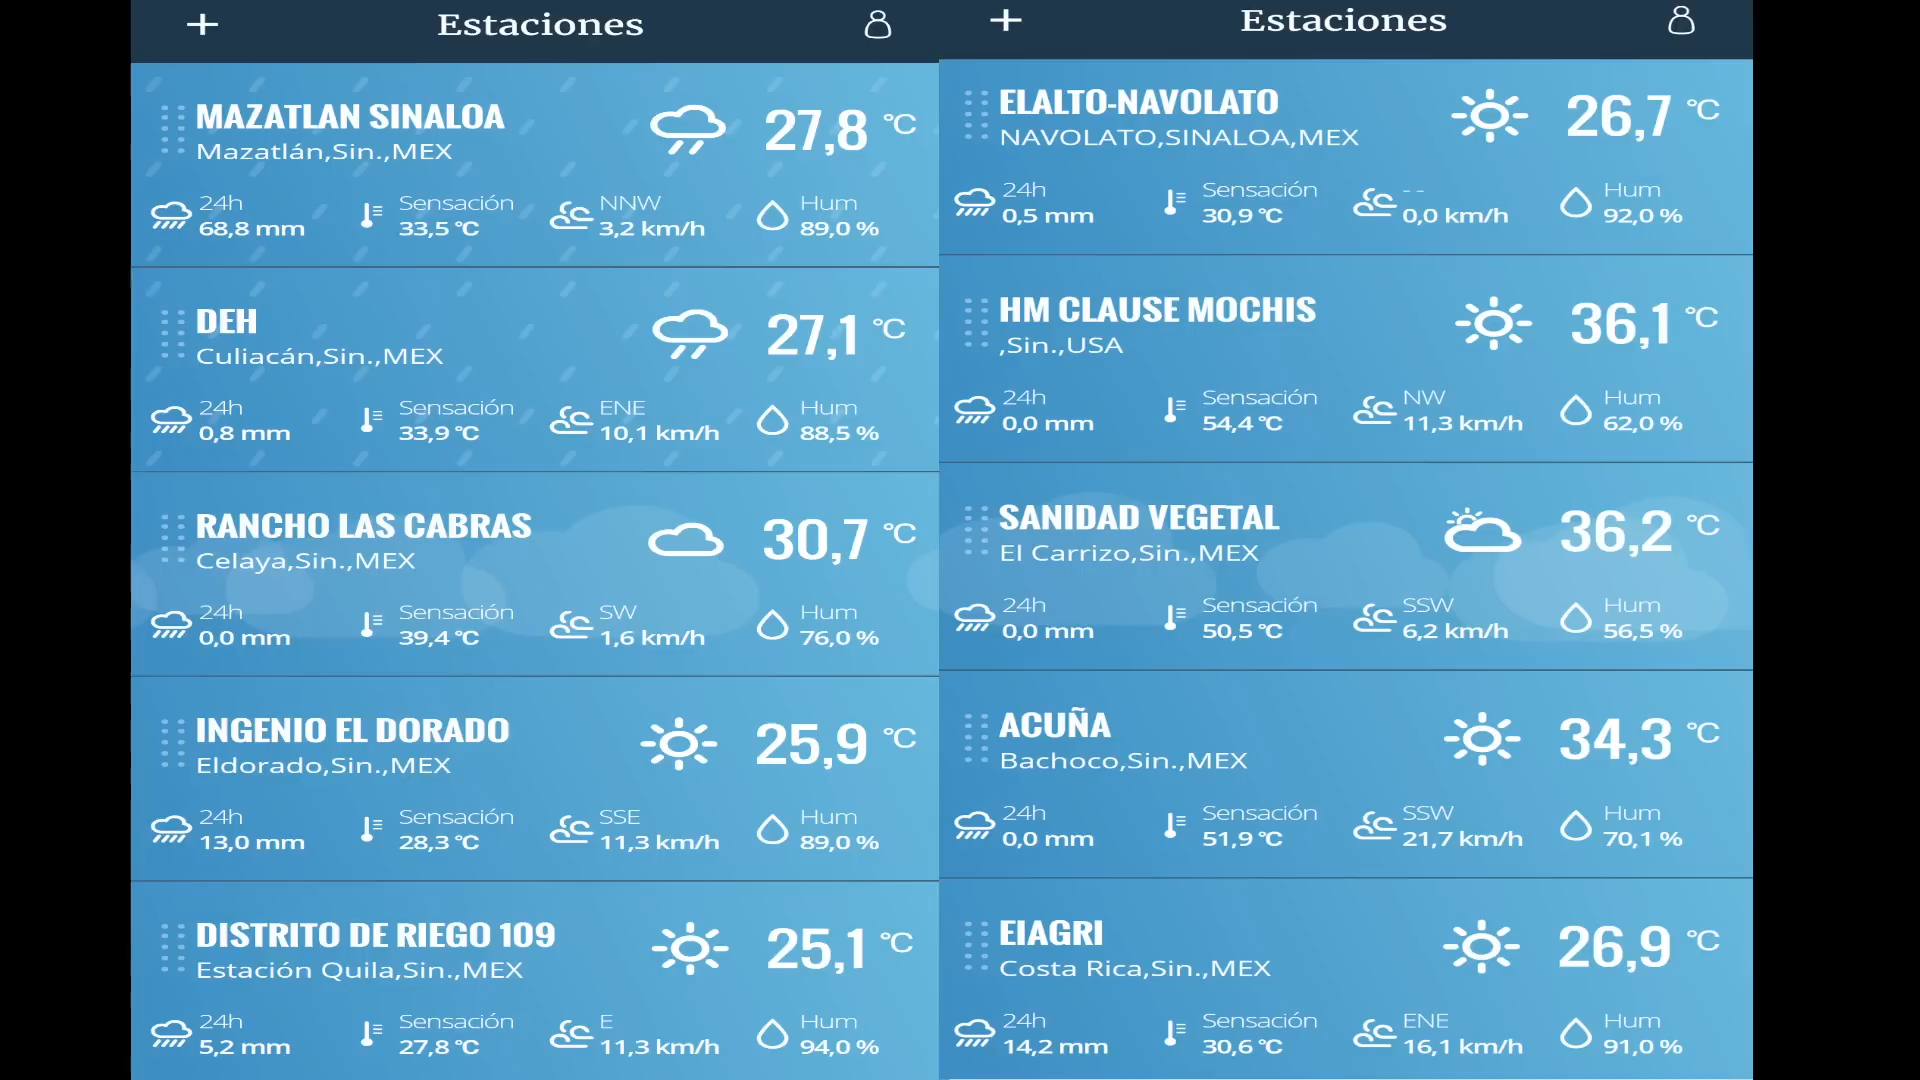 Estaciones
MAZATLAN SINALOA
27,8 °C
Mazatlán,Sin.,MEX
24h
Sensación
NNW
Hum
68,8 mm
33,5 °C
3,2 km/h
89,0 %
DEH
27,1 °C
Culiacán,Sin.,MEX
24h
Sensación
ENE
Hum
0,8 mm
33,9 °C
10,1 km/h
88,5 %
RANCHO LAS CABRAS
30,7 °C
Celaya,Sin.,MEX
24h
Sensación
SW
Hum
0,0 mm
39,4 °C
1,6 km/h
76,0 %
INGENIO EL DORADO
25,9 °C
Eldorado,Sin.,MEX
24h
Sensación
SSE
Hum
13,0 mm
28,3 °C
11,3 km/h
89,0 %
DISTRITO DE RIEGO 109
25,1 °C
Estación Quila,Sin.,MEX
24h
Sensación
E
Hum
5,2 mm
27,8 °C
11,3 km/h
94,0 %
Estaciones
ELALTO-NAVOLATO
26,7 °C
NAVOLATO,SINALOA,MEX
24h
Sensación
- -
Hum
0,5 mm
30,9 °C
0,0 km/h
92,0 %
HM CLAUSE MOCHIS
36,1 °C
,Sin.,USA
24h
Sensación
NW
Hum
0,0 mm
54,4 °C
11,3 km/h
62,0 %
SANIDAD VEGETAL
36,2 °C
El Carrizo,Sin.,MEX
24h
Sensación
SSW
Hum
0,0 mm
50,5 °C
6,2 km/h
56,5 %
ACUÑA
34,3 °C
Bachoco,Sin.,MEX
24h
Sensación
SSW
Hum
0,0 mm
51,9 °C
21,7 km/h
70,1 %
EIAGRI
26,9 °C
Costa Rica,Sin.,MEX
24h
Sensación
ENE
Hum
14,2 mm
30,6 °C
16,1 km/h
91,0 %